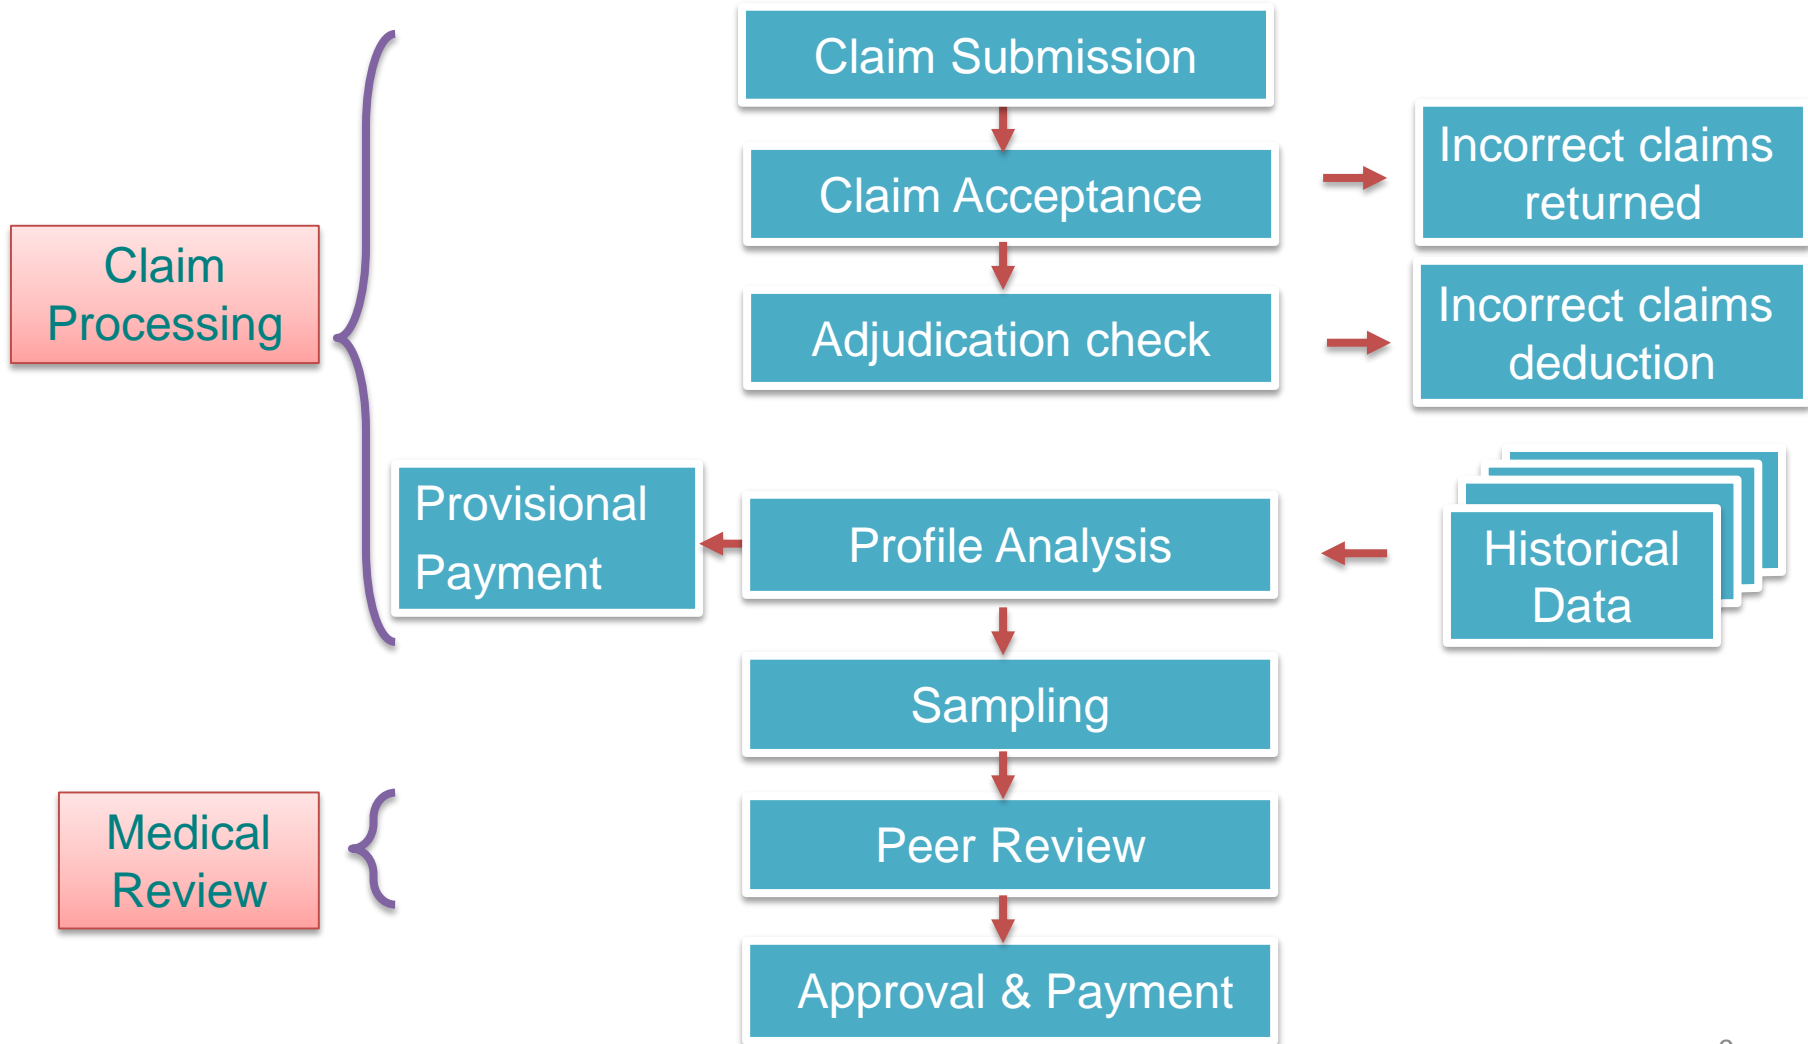 Claim Submission
Claim Acceptance
Incorrect claims
returned
Claim
Processing
Adjudication check
Incorrect claims
deduction
Provisional
Payment
Profile Analysis
Historical
Data
Sampling
Medical
Review
Peer Review
Approval & Payment